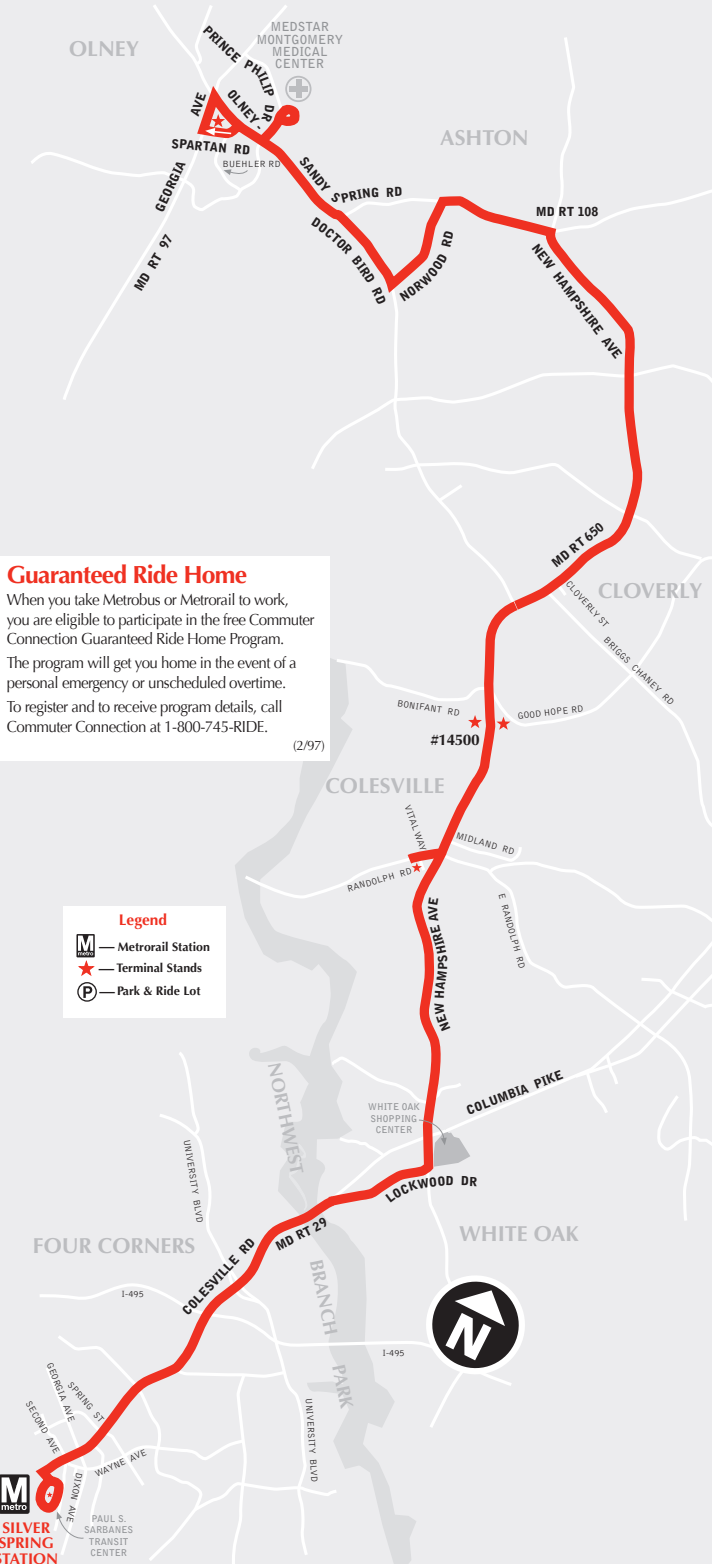 OLNEY
MEDSTAR
MONTGOMERY
MEDICAL
CENTER
PRINCE PHILIP DR
AVE
OLNEY-
SPARTAN RD
BUEHLER RD
GEORGIA
MD RT 97
SANDY
SPRING RD
ASHTON
MD RT 108
DOCTOR BIRD RD
NORWOOD RD
NEW HAMPSHIRE AVE
MD RT 650
CLOVERLY
CLOVERLY ST
BRIGGS CHANEY RD
Guaranteed Ride Home
When you take Metrobus or Metrorail to work,
you are eligible to participate in the free Commuter
Connection Guaranteed Ride Home Program.
The program will get you home in the event of a
personal emergency or unscheduled overtime.
To register and to receive program details, call
Commuter Connection at 1-800-745-RIDE.
(2/97)
BONIFANT RD
GOOD HOPE RD
#14500
COLESVILLE
VITAL WAY
MIDLAND RD
RANDOLPH RD
E RANDOLPH RD
NEW HAMPSHIRE AVE
Legend
M metro — Metrorail Station
— Terminal Stands
P — Park & Ride Lot
NORTHWEST
BRANCH
PARK
COLUMBIA PIKE
WHITE OAK
SHOPPING
CENTER
LOCKWOOD DR
UNIVERSITY BLVD
MD RT 29
WHITE OAK
FOUR CORNERS
COLESVILLE RD
I-495
N
I-495
GEORGIA AVE
SPRING ST
SECOND AVE
WAYNE AVE
UNIVERSITY BLVD
DIXON AVE
M
metro
SILVER
SPRING
STATION
PAUL S.
SARBANES
TRANSIT
CENTER